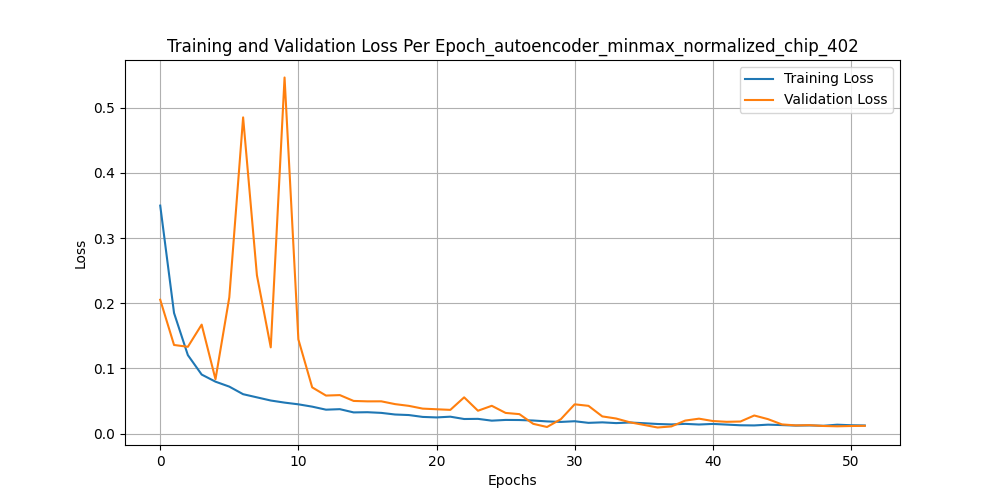 Training and Validation Loss Per Epoch_autoencoder_minmax_normalized_chip_402
Training Loss
Validation Loss
Loss
0.5
0.4
0.3
0.2
0.1
0.0
0 10 20 30 40 50
Epochs